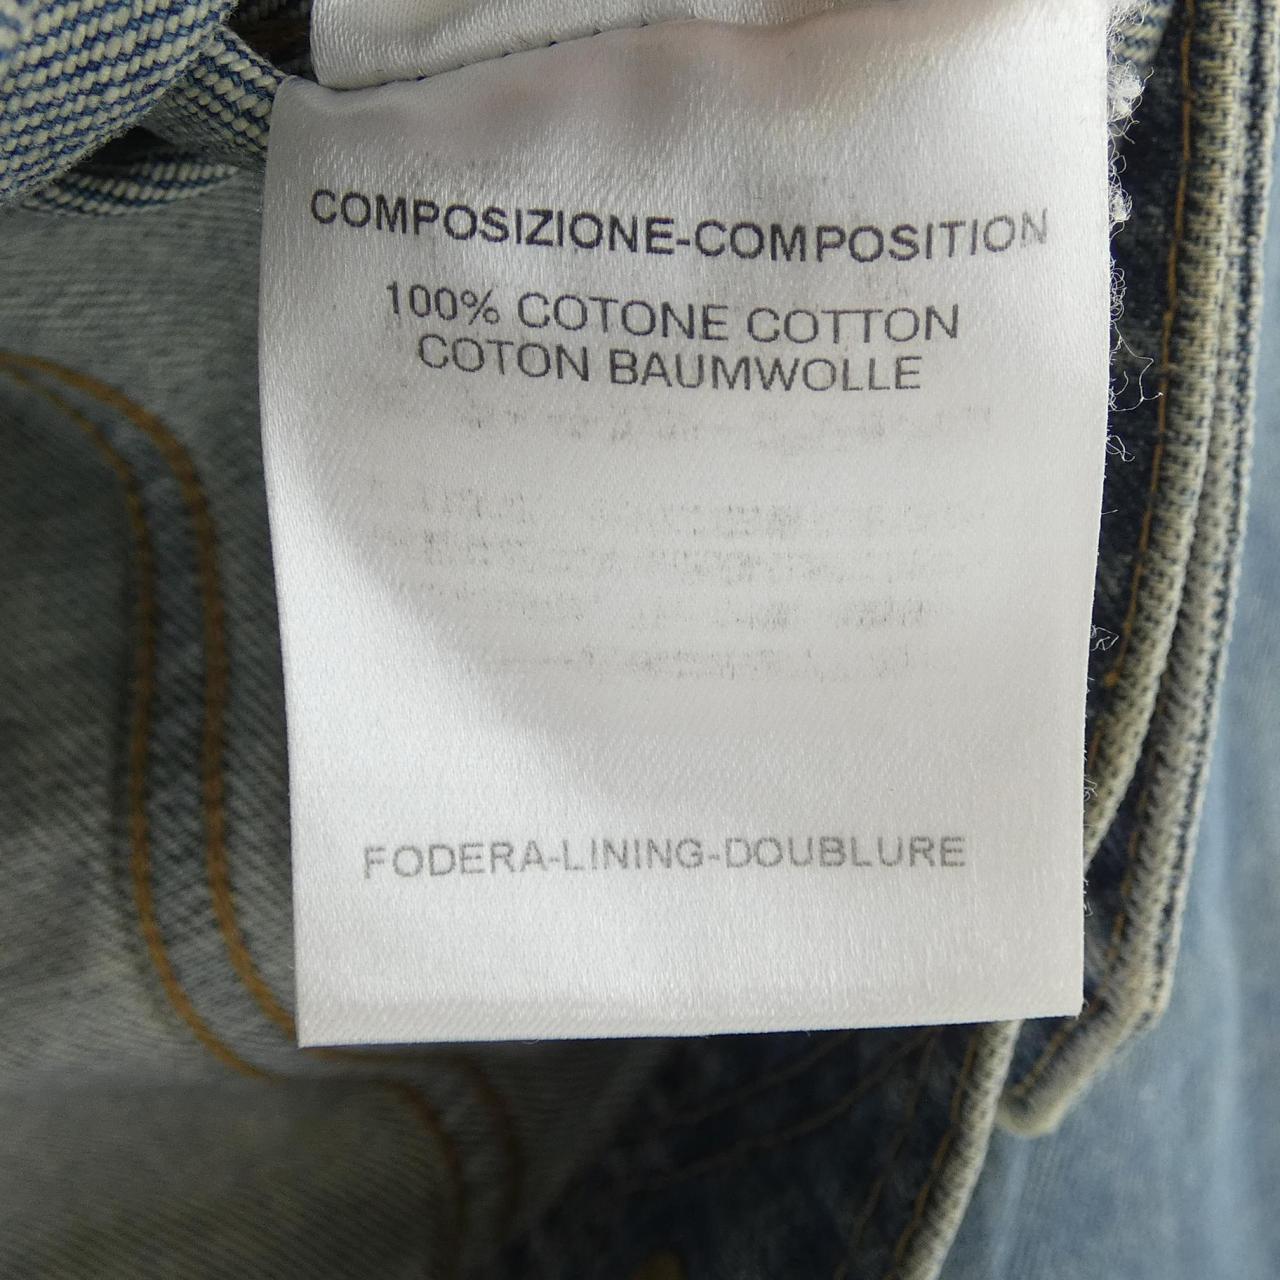 COMPOSIZIONE-COMPOSITION
100% COTONE COTTON
COTON BAUMWOLLE
FODERA-LINING-DOUBLURE